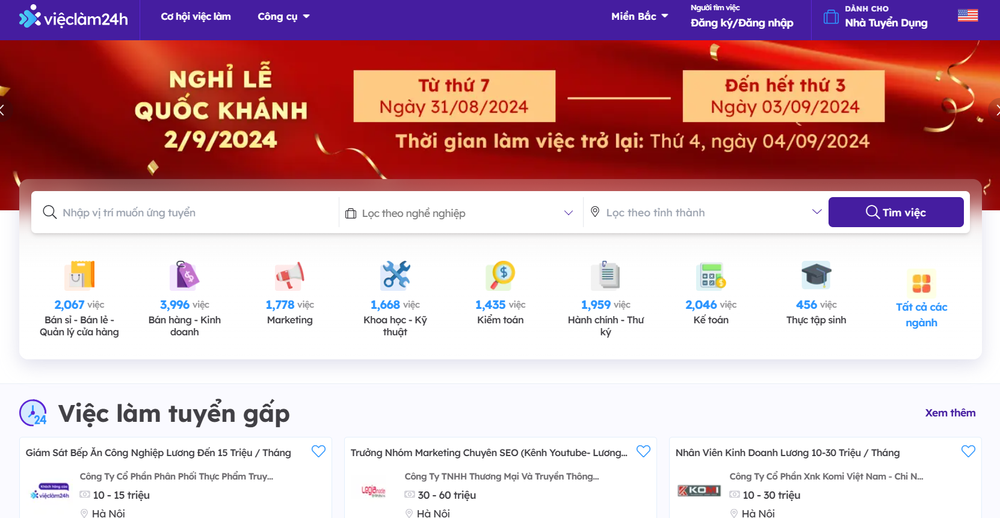 việclàm24h
Cơ hội việc làm
Công cụ
Miền Bắc
Người tìm việc
Đăng ký/Đăng nhập
DÀNH CHO
Nhà Tuyển Dụng
NGHỈ LỄ
QUỐC KHÁNH
2/9/2024
Từ thứ 7
Ngày 31/08/2024
Đến hết thứ 3
Ngày 03/09/2024
Thời gian làm việc trở lại: Thứ 4, ngày 04/09/2024
Nhập vị trí muốn ứng tuyển
Lọc theo nghề nghiệp
Lọc theo tỉnh thành
Tìm việc
2,067 việc
Bán sỉ - Bán lẻ -
Quản lý cửa hàng
3,996 việc
Bán hàng - Kinh
doanh
1,778 việc
Marketing
1,668 việc
Khoa học - Kỹ
thuật
1,435 việc
Kiểm toán
1,959 việc
Hành chính - Thư
ký
2,046 việc
Kế toán
456 việc
Thực tập sinh
Tất cả các
ngành
24
Việc làm tuyển gấp
Xem thêm
Giám Sát Bếp Ăn Công Nghiệp Lương Đến 15 Triệu / Tháng
Khách hàng của
việclàm24h
Công Ty Cổ Phần Phân Phối Thực Phẩm Truy...
10 - 15 triệu
Hà Nội
Trưởng Nhóm Marketing Chuyên SEO (Kênh Youtube- Lương...
Công Ty TNHH Thương Mại Và Truyền Thông...
30 - 60 triệu
Hà Nội
Nhân Viên Kinh Doanh Lương 10-30 Triệu / Tháng
KOMI
Công Ty Cổ Phần Xnk Komi Việt Nam - Chi N...
10 - 30 triệu
Hà Nội